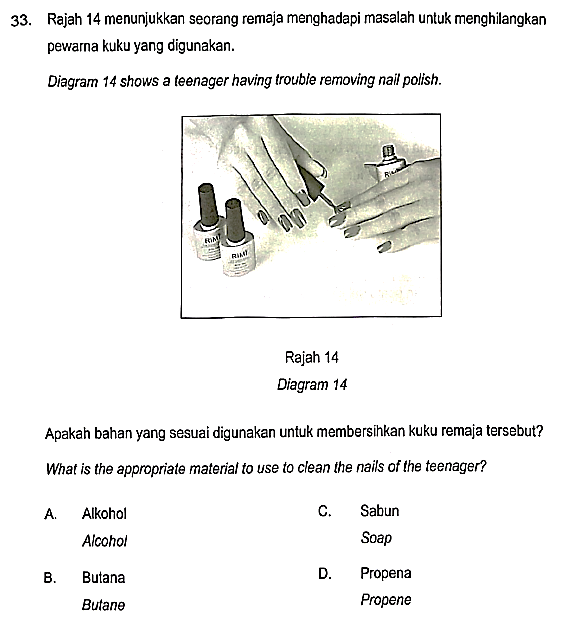 33. Rajah 14 menunjukkan seorang remaja menghadapi masalah untuk menghilangkan
pewarna kuku yang digunakan.
Diagram 14 shows a teenager having trouble removing nail polish.
RIMI
RIMI
Rajah 14
Diagram 14
Apakah bahan yang sesuai digunakan untuk membersihkan kuku remaja tersebut?
What is the appropriate material to use to clean the nails of the teenager?
A. Alkohol
Alcohol
B. Butana
Butane
C. Sabun
Soap
D. Propena
Propene